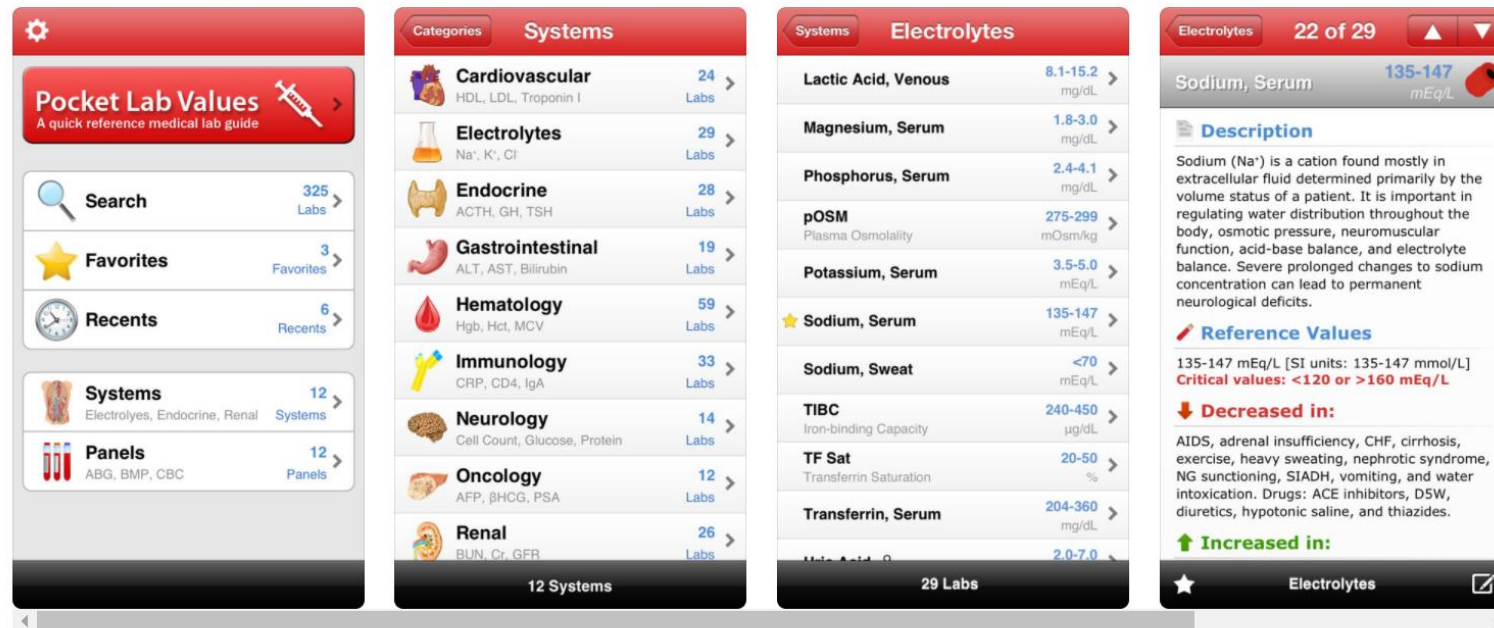 Pocket Lab Values
A quick reference medical lab guide
Search
325
Labs
Favorites
3
Favorites
Recents
6
Recents
Systems
Electrolyes, Endocrine, Renal
12
Systems
Panels
ABG, BMP, CBC
12
Panels
Categories
Systems
Cardiovascular
HDL, LDL, Troponin I
24
Labs
Electrolytes
Na⁺, K⁺, Cl⁻
29
Labs
Endocrine
ACTH, GH, TSH
28
Labs
Gastrointestinal
ALT, AST, Bilirubin
19
Labs
Hematology
Hgb, Hct, MCV
59
Labs
Immunology
CRP, CD4, IgA
33
Labs
Neurology
Cell Count, Glucose, Protein
14
Labs
Oncology
AFP, βHCG, PSA
12
Labs
Renal
BUN, Cr, GFR
26
Labs
12 Systems
Systems
Electrolytes
Lactic Acid, Venous
8.1-15.2
mg/dL
Magnesium, Serum
1.8-3.0
mg/dL
Phosphorus, Serum
2.4-4.1
mg/dL
pOSM
Plasma Osmolality
275-299
mOsm/kg
Potassium, Serum
3.5-5.0
mEq/L
Sodium, Serum
135-147
mEq/L
Sodium, Sweat
<70
mEq/L
TIBC
Iron-binding Capacity
240-450
µg/dL
TF Sat
Transferrin Saturation
20-50
%
Transferrin, Serum
204-360
mg/dL
Uric Acid
2.0-7.0
29 Labs
Electrolytes
22 of 29
Sodium, Serum
135-147
mEq/L
Description
Sodium (Na⁺) is a cation found mostly in
extracellular fluid determined primarily by the
volume status of a patient. It is important in
regulating water distribution throughout the
body, osmotic pressure, neuromuscular
function, acid-base balance, and electrolyte
balance. Severe prolonged changes to sodium
concentration can lead to permanent
neurological deficits.
Reference Values
135-147 mEq/L [SI units: 135-147 mmol/L]
Critical values: <120 or >160 mEq/L
Decreased in:
AIDS, adrenal insufficiency, CHF, cirrhosis,
exercise, heavy sweating, nephrotic syndrome,
NG sunctioning, SIADH, vomiting, and water
intoxication. Drugs: ACE inhibitors, D5W,
diuretics, hypotonic saline, and thiazides.
Increased in:
Electrolytes